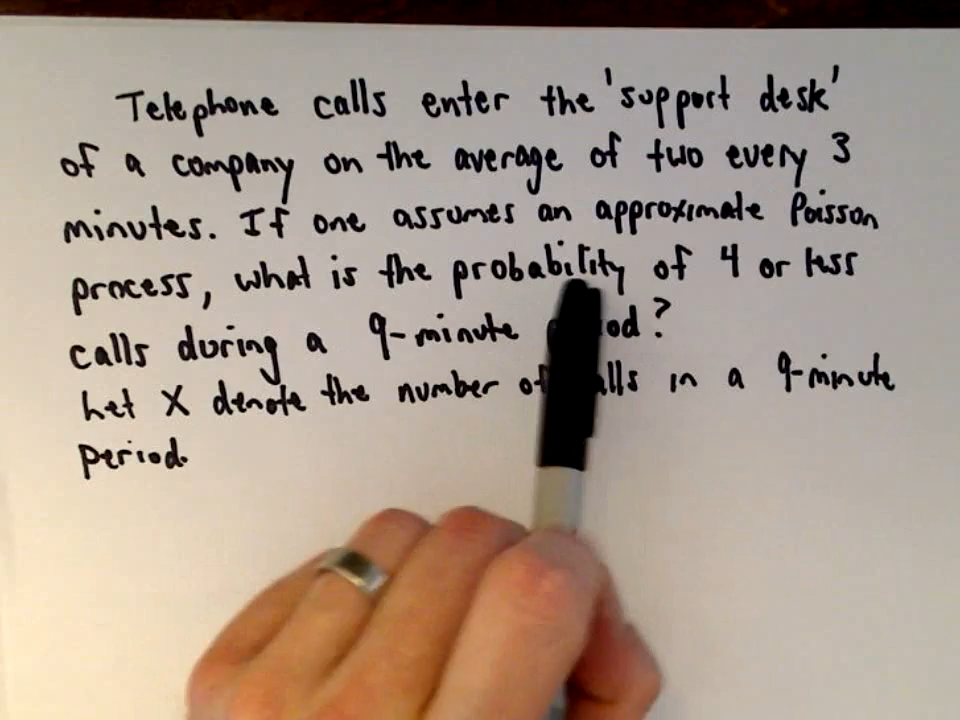 Telephone calls enter the 'support desk'
of a company on the average of two every 3
minutes. If one assumes an approximate Poisson
process, what is the probability of 4 or less
calls during a 9-minute ?
Let X denote the number of in a 9-minute
period.